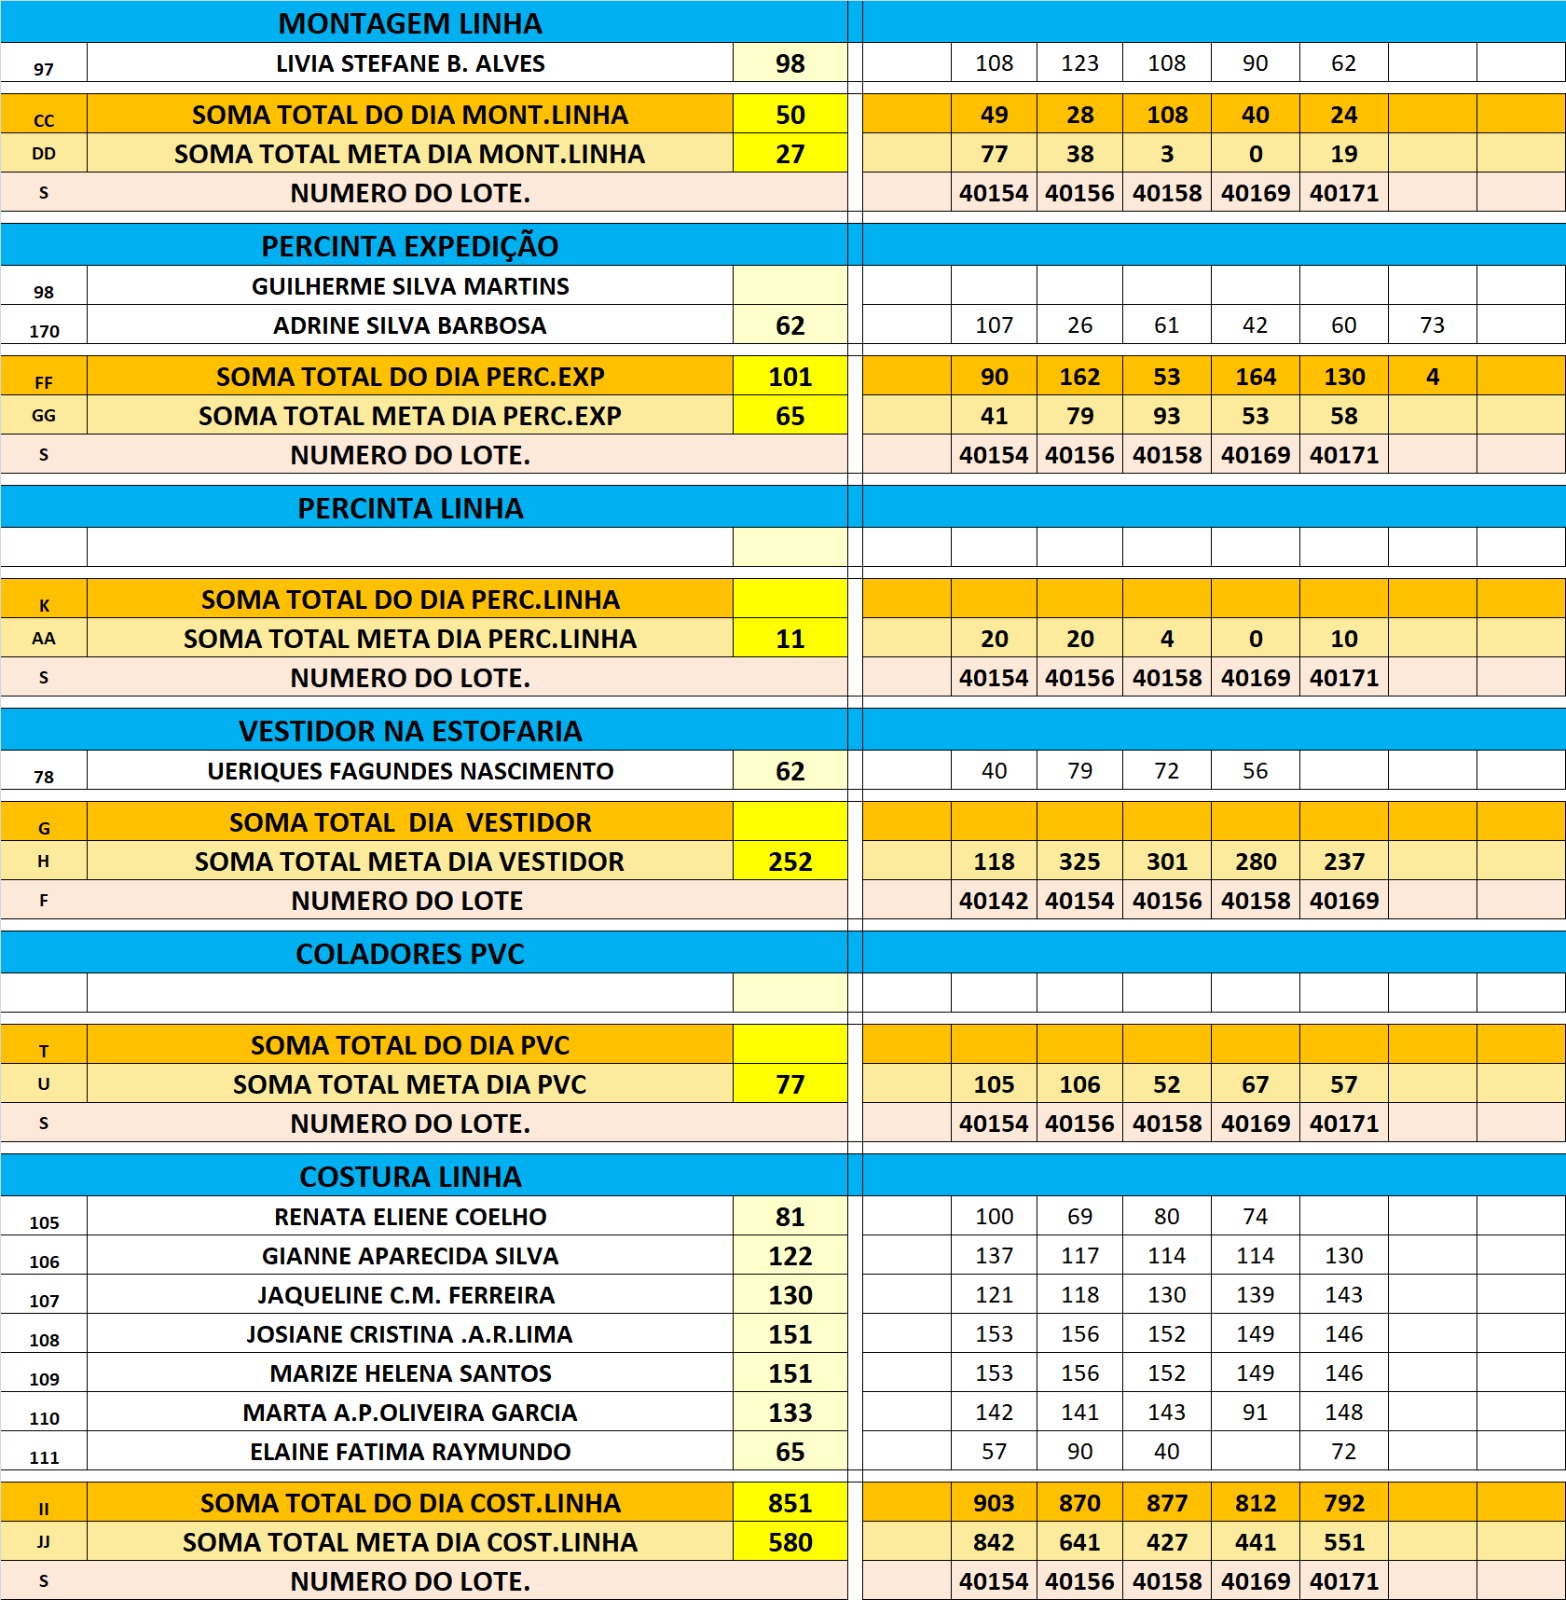 MONTAGEM LINHA
97 LIVIA STEFANE B. ALVES 98 108 123 108 90 62
CC SOMA TOTAL DO DIA MONT.LINHA 50 49 28 108 40 24
DD SOMA TOTAL META DIA MONT.LINHA 27 77 38 3 0 19
S NUMERO DO LOTE. 40154 40156 40158 40169 40171
PERCINTA EXPEDIÇÃO
98 GUILHERME SILVA MARTINS
170 ADRINE SILVA BARBOSA 62 107 26 61 42 60 73
FF SOMA TOTAL DO DIA PERC.EXP 101 90 162 53 164 130 4
GG SOMA TOTAL META DIA PERC.EXP 65 41 79 93 53 58
S NUMERO DO LOTE. 40154 40156 40158 40169 40171
PERCINTA LINHA
K SOMA TOTAL DO DIA PERC.LINHA
AA SOMA TOTAL META DIA PERC.LINHA 11 20 20 4 0 10
S NUMERO DO LOTE. 40154 40156 40158 40169 40171
VESTIDOR NA ESTOFARIA
78 UERIQUES FAGUNDES NASCIMENTO 62 40 79 72 56
G SOMA TOTAL DIA VESTIDOR
H SOMA TOTAL META DIA VESTIDOR 252 118 325 301 280 237
F NUMERO DO LOTE 40142 40154 40156 40158 40169
COLADORES PVC
T SOMA TOTAL DO DIA PVC
U SOMA TOTAL META DIA PVC 77 105 106 52 67 57
S NUMERO DO LOTE. 40154 40156 40158 40169 40171
COSTURA LINHA
105 RENATA ELIENE COELHO 81 100 69 80 74
106 GIANNE APARECIDA SILVA 122 137 117 114 114 130
107 JAQUELINE C.M. FERREIRA 130 121 118 130 139 143
108 JOSIANE CRISTINA .A.R.LIMA 151 153 156 152 149 146
109 MARIZE HELENA SANTOS 151 153 156 152 149 146
110 MARTA A.P.OLIVEIRA GARCIA 133 142 141 143 91 148
111 ELAINE FATIMA RAYMUNDO 65 57 90 40 72
II SOMA TOTAL DO DIA COST.LINHA 851 903 870 877 812 792
JJ SOMA TOTAL META DIA COST.LINHA 580 842 641 427 441 551
S NUMERO DO LOTE. 40154 40156 40158 40169 40171